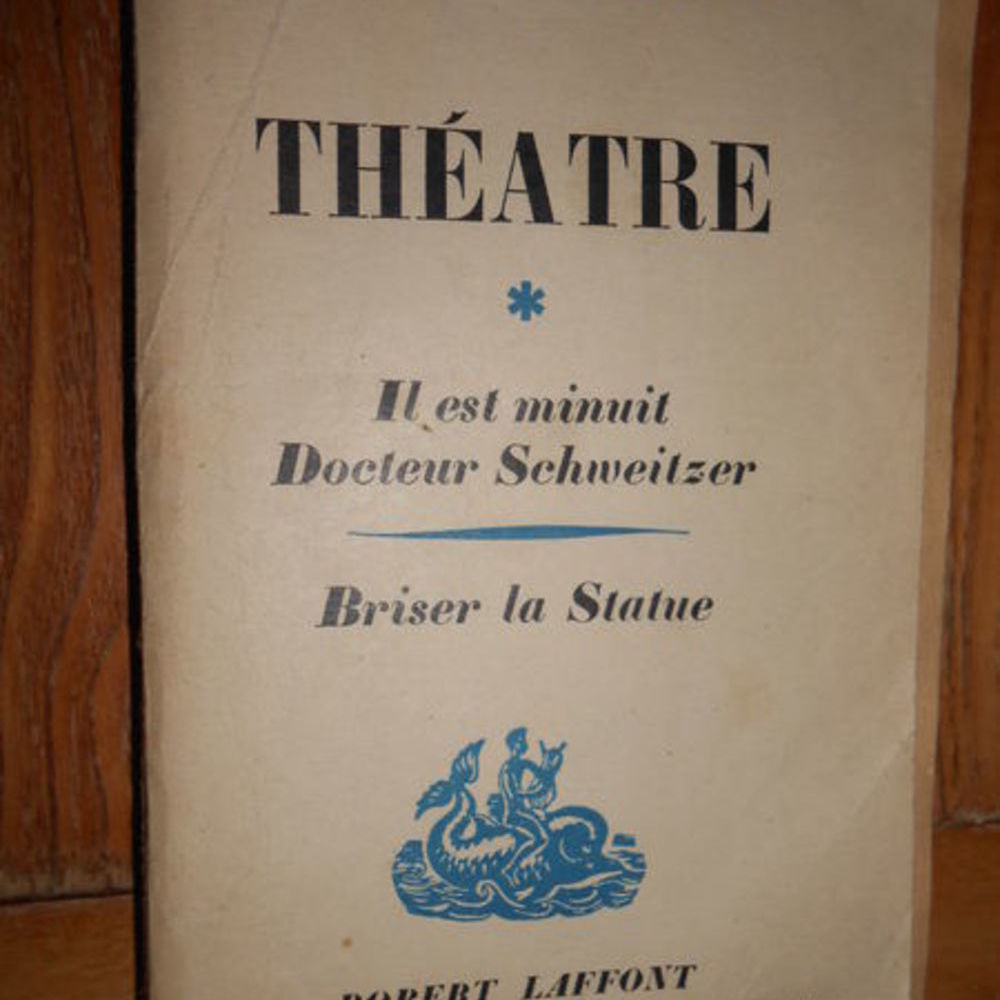 THÉATRE
*
Il est minuit
Docteur Schweitzer
Briser la Statue
ROBERT LAFFONT